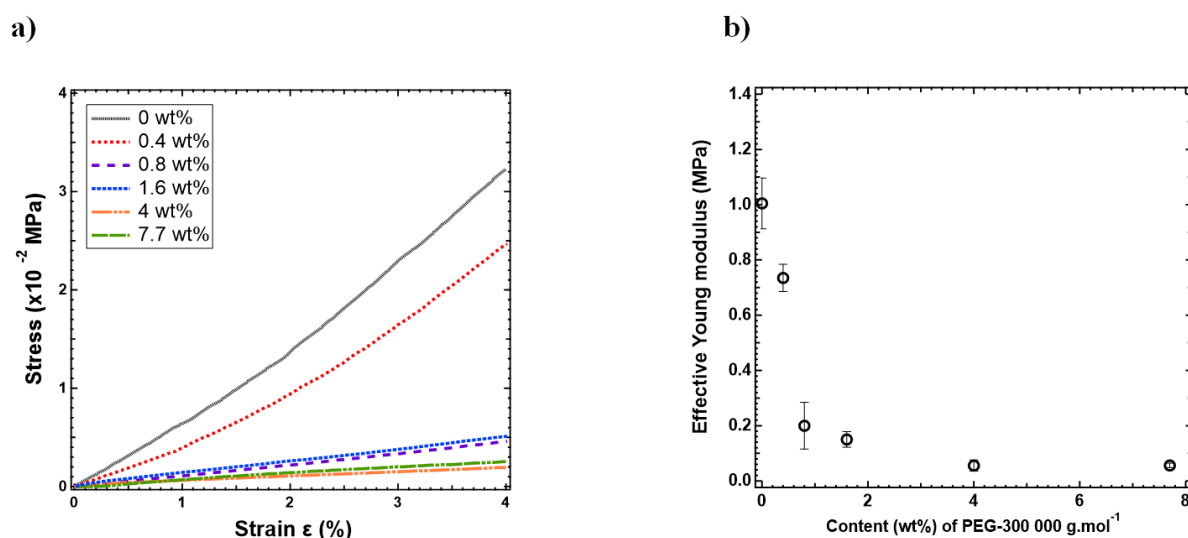 a)
Stress (x10 -2 MPa)
4
3
2
1
0
0 wt%
0.4 wt%
0.8 wt%
1.6 wt%
4 wt%
7.7 wt%
0 1 2 3 4
Strain ε (%)
b)
Effective Young modulus (MPa)
1.4
1.2
1.0
0.8
0.6
0.4
0.2
0.0
0 2 4 6 8
Content (wt%) of PEG-300 000 g.mol-1